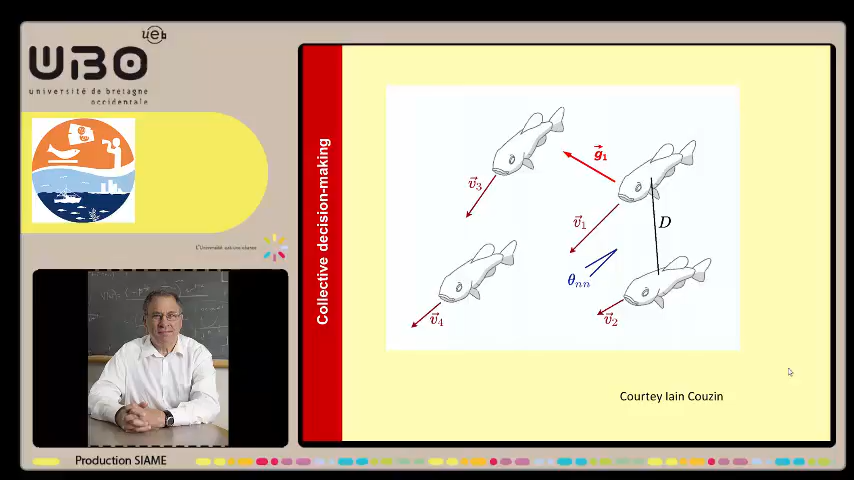 ueb
UBO
université de bretagne
occidentale
Collective decision-making
g⃗1
v⃗3
v⃗1
D
θnn
v⃗4
v⃗2
Courtey Iain Couzin
Production SIAME